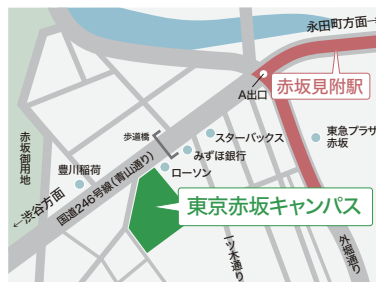 永田町方面→
赤坂見附駅
A出口
歩道橋
スターバックス
東急プラザ
赤坂
みずほ銀行
ローソン
赤坂御用地
豊川稲荷
←渋谷方面
国道246号線(青山通り)
東京赤坂キャンパス
一ツ木通り
外堀通り